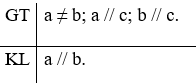 GT a ≠ b; a // c; b // c.
KL a // b.